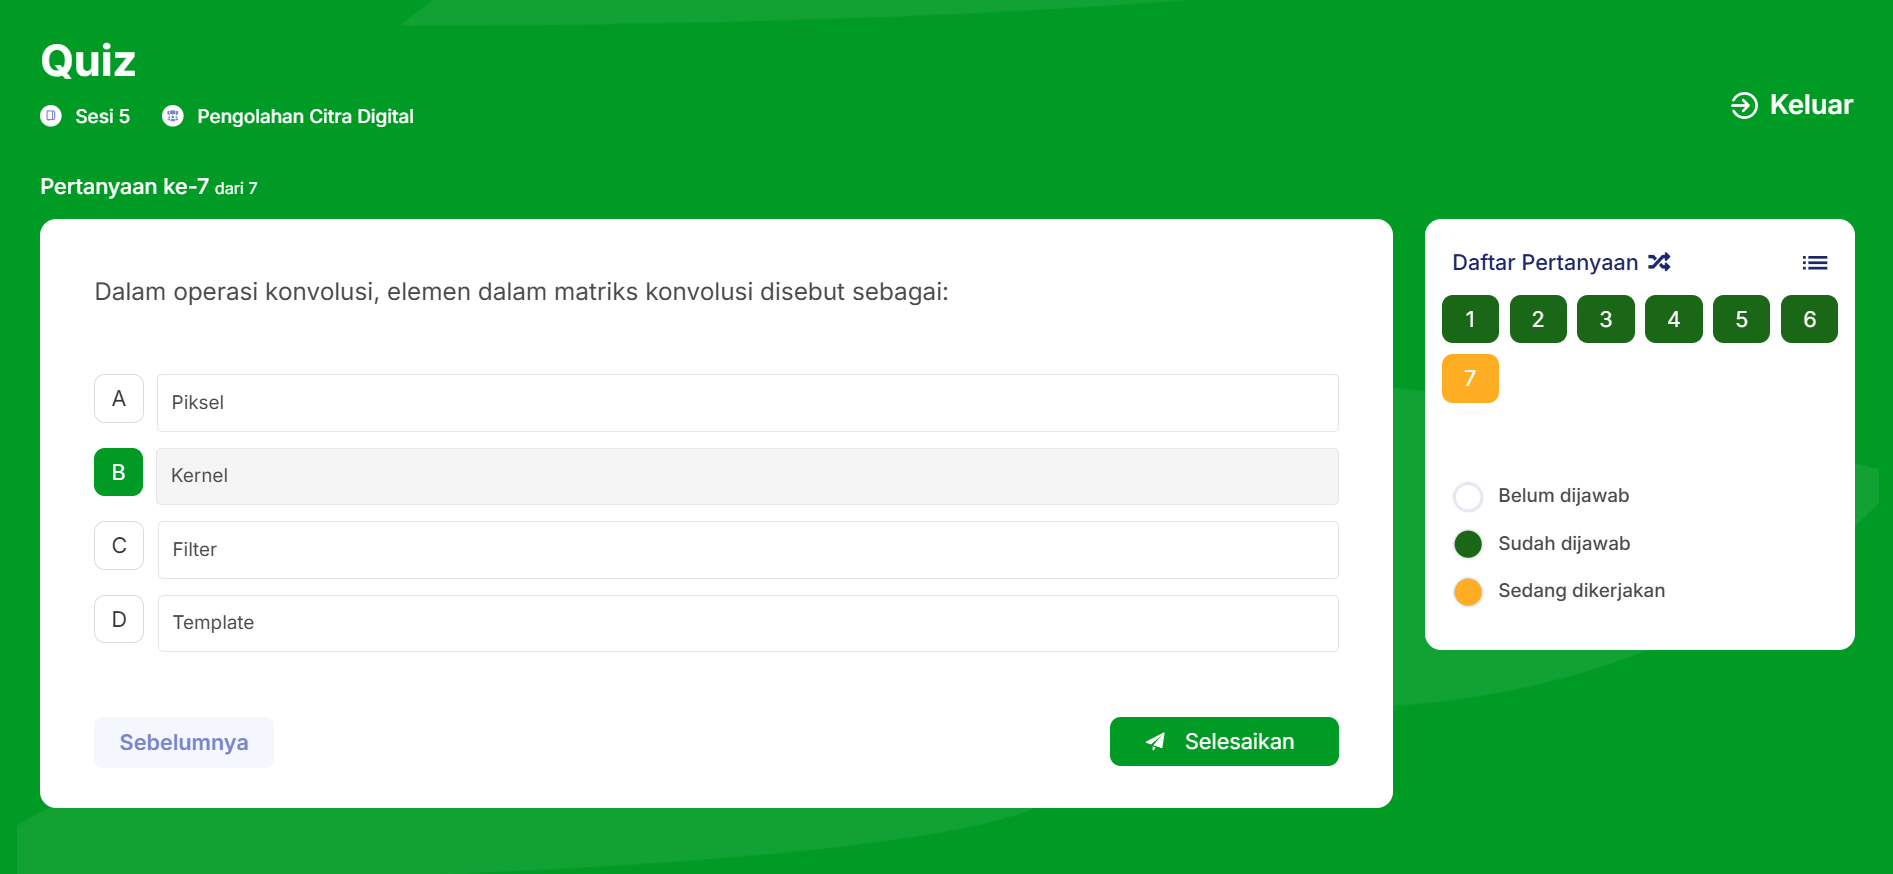 Quiz
Sesi 5 Pengolahan Citra Digital
Keluar
Pertanyaan ke-7 dari 7
Dalam operasi konvolusi, elemen dalam matriks konvolusi disebut sebagai:
A Piksel
B Kernel
C Filter
D Template
Sebelumnya
Selesaikan
Daftar Pertanyaan
1 2 3 4 5 6
7
Belum dijawab
Sudah dijawab
Sedang dikerjakan